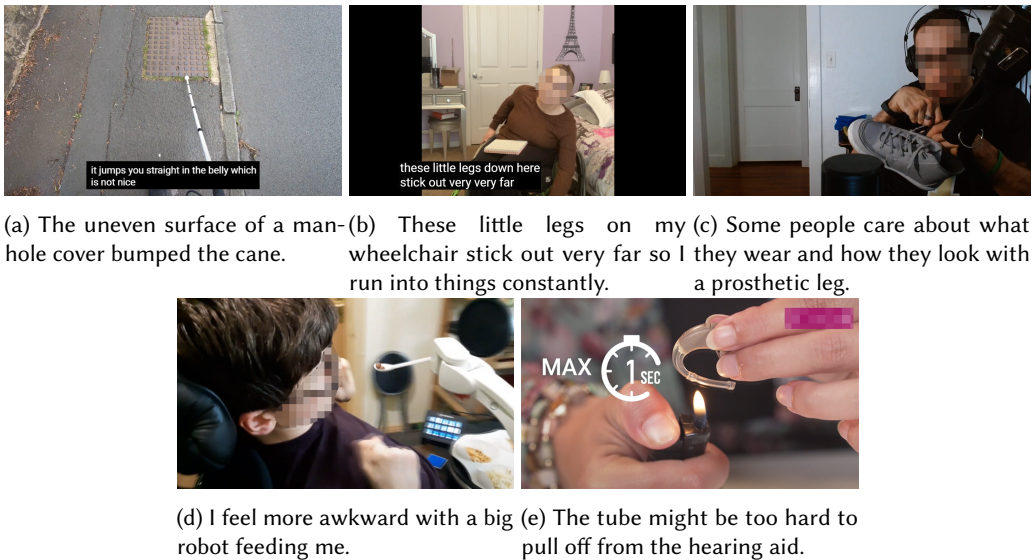 it jumps you straight in the belly which
is not nice
these little legs down here
stick out very very far
(a) The uneven surface of a man-
hole cover bumped the cane.
(b) These little legs on my
wheelchair stick out very far so I
run into things constantly.
(c) Some people care about what
they wear and how they look with
a prosthetic leg.
MAX 1 SEC
(d) I feel more awkward with a big
robot feeding me.
(e) The tube might be too hard to
pull off from the hearing aid.